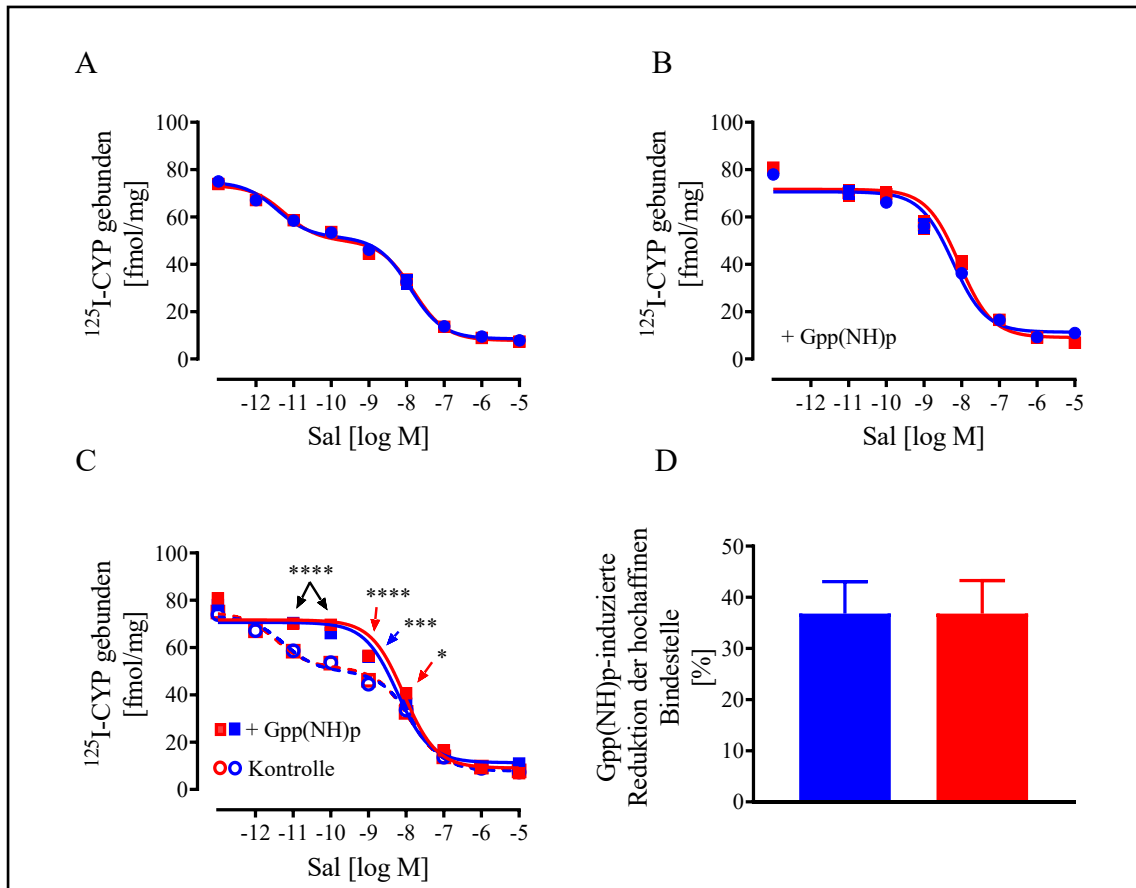 A
¹²⁵I-CYP gebunden
[fmol/mg]
100
80
60
40
20
0
-12 -11 -10 -9 -8 -7 -6 -5
Sal [log M]
B
¹²⁵I-CYP gebunden
[fmol/mg]
100
80
60
40
20
0
+ Gpp(NH)p
-12 -11 -10 -9 -8 -7 -6 -5
Sal [log M]
C
¹²⁵I-CYP gebunden
[fmol/mg]
100
80
60
40
20
0
****
****
***
*
+ Gpp(NH)p
Kontrolle
-12 -11 -10 -9 -8 -7 -6 -5
Sal [log M]
D
Gpp(NH)p-induzierte
Reduktion der hochaffinen
Bindestelle
[%]
50
40
30
20
10
0